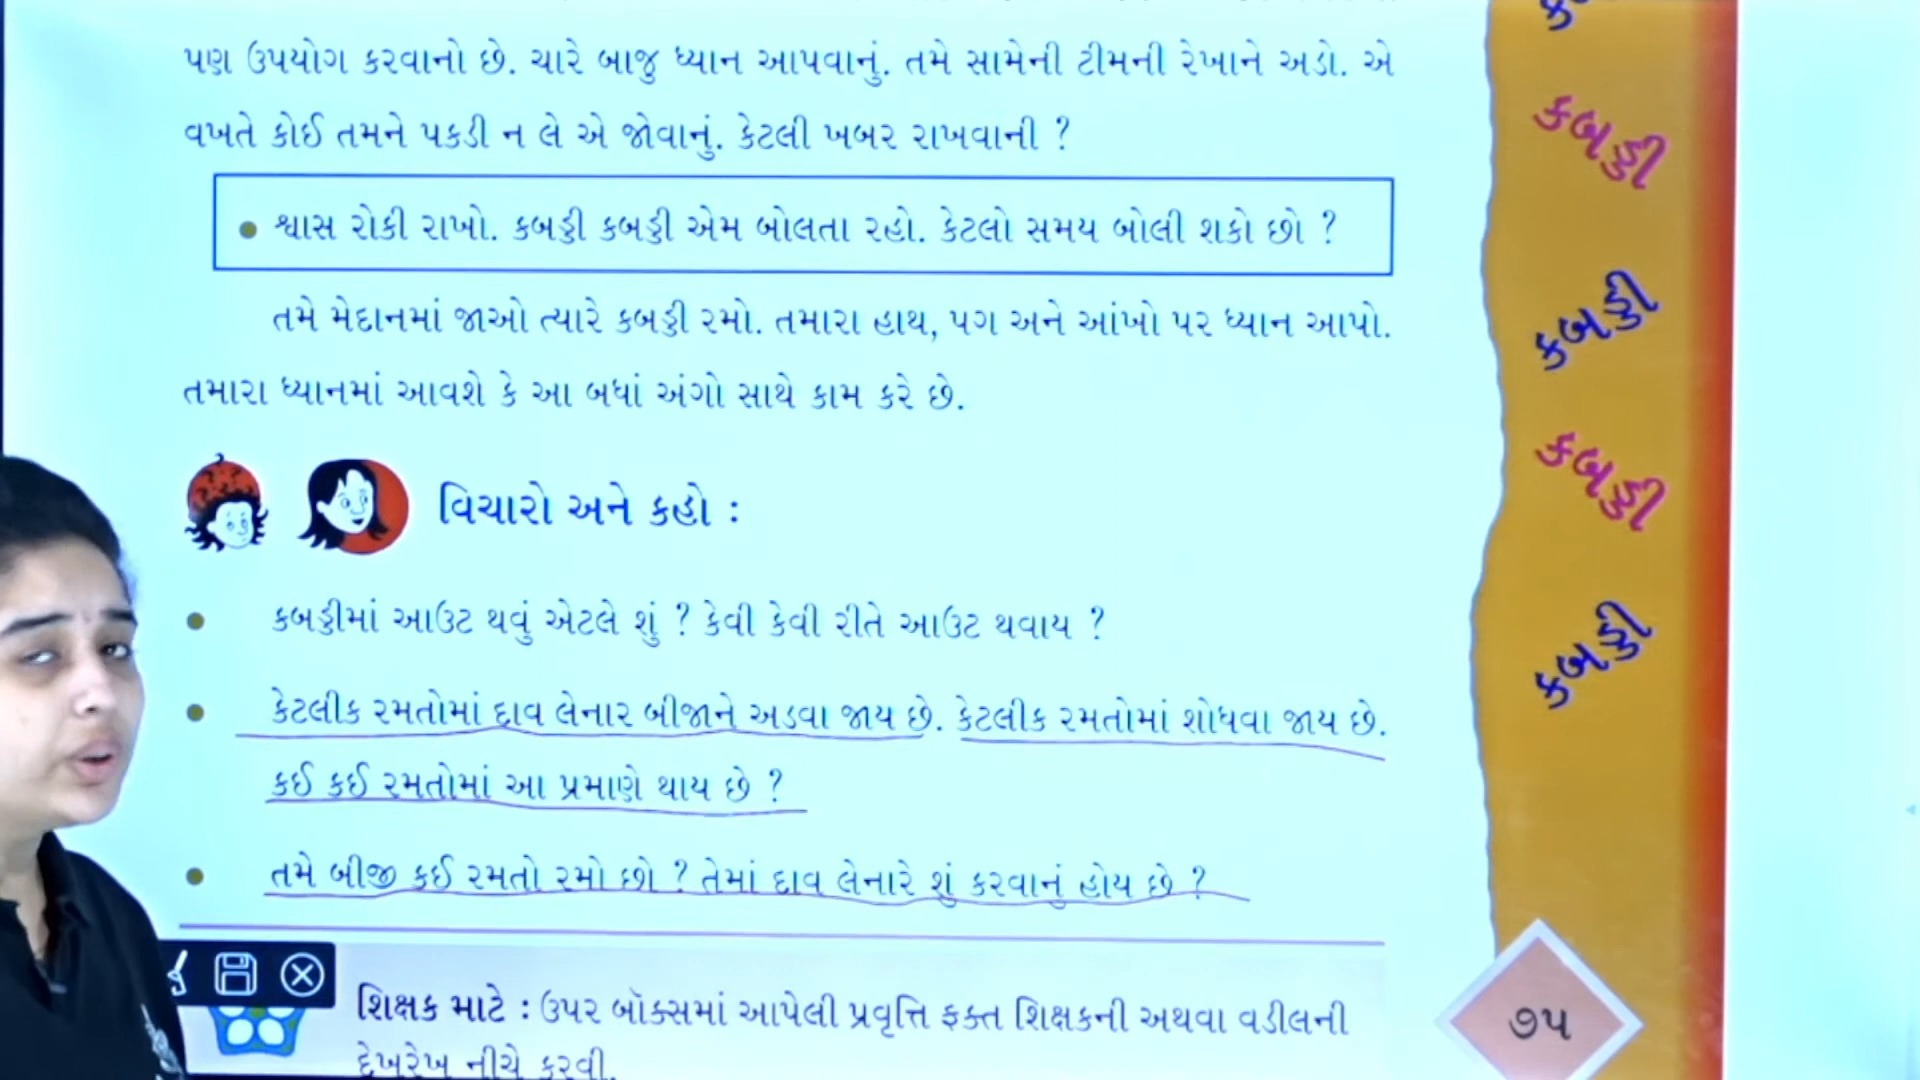 પણ ઉપયોગ કરવાનો છે. ચારે બાજુ ધ્યાન આપવાનું. તમે સામેની ટીમની રેખાને અડો. એ
વખતે કોઈ તમને પકડી ન લે એ જોવાનું. કેટલી ખબર રાખવાની ?
• શ્વાસ રોકી રાખો. કબડ્ડી કબડ્ડી એમ બોલતા રહો. કેટલો સમય બોલી શકો છો ?
તમે મેદાનમાં જાઓ ત્યારે કબડ્ડી રમો. તમારા હાથ, પગ અને આંખો પર ધ્યાન આપો.
તમારા ધ્યાનમાં આવશે કે આ બધાં અંગો સાથે કામ કરે છે.
વિચારો અને કહો :
• કબડ્ડીમાં આઉટ થવું એટલે શું ? કેવી કેવી રીતે આઉટ થવાય ?
• કેટલીક રમતોમાં દાવ લેનાર બીજાને અડવા જાય છે. કેટલીક રમતોમાં શોધવા જાય છે.
કઈ કઈ રમતોમાં આ પ્રમાણે થાય છે ?
• તમે બીજી કઈ રમતો રમો છો ? તેમાં દાવ લેનારે શું કરવાનું હોય છે ?
શિક્ષક માટે : ઉપર બૉક્સમાં આપેલી પ્રવૃત્તિ ફક્ત શિક્ષકની અથવા વડીલની
દેખરેખ નીચે કરવી.
કબડ્ડી
કબડ્ડી
કબડ્ડી
કબડ્ડી
૭૫